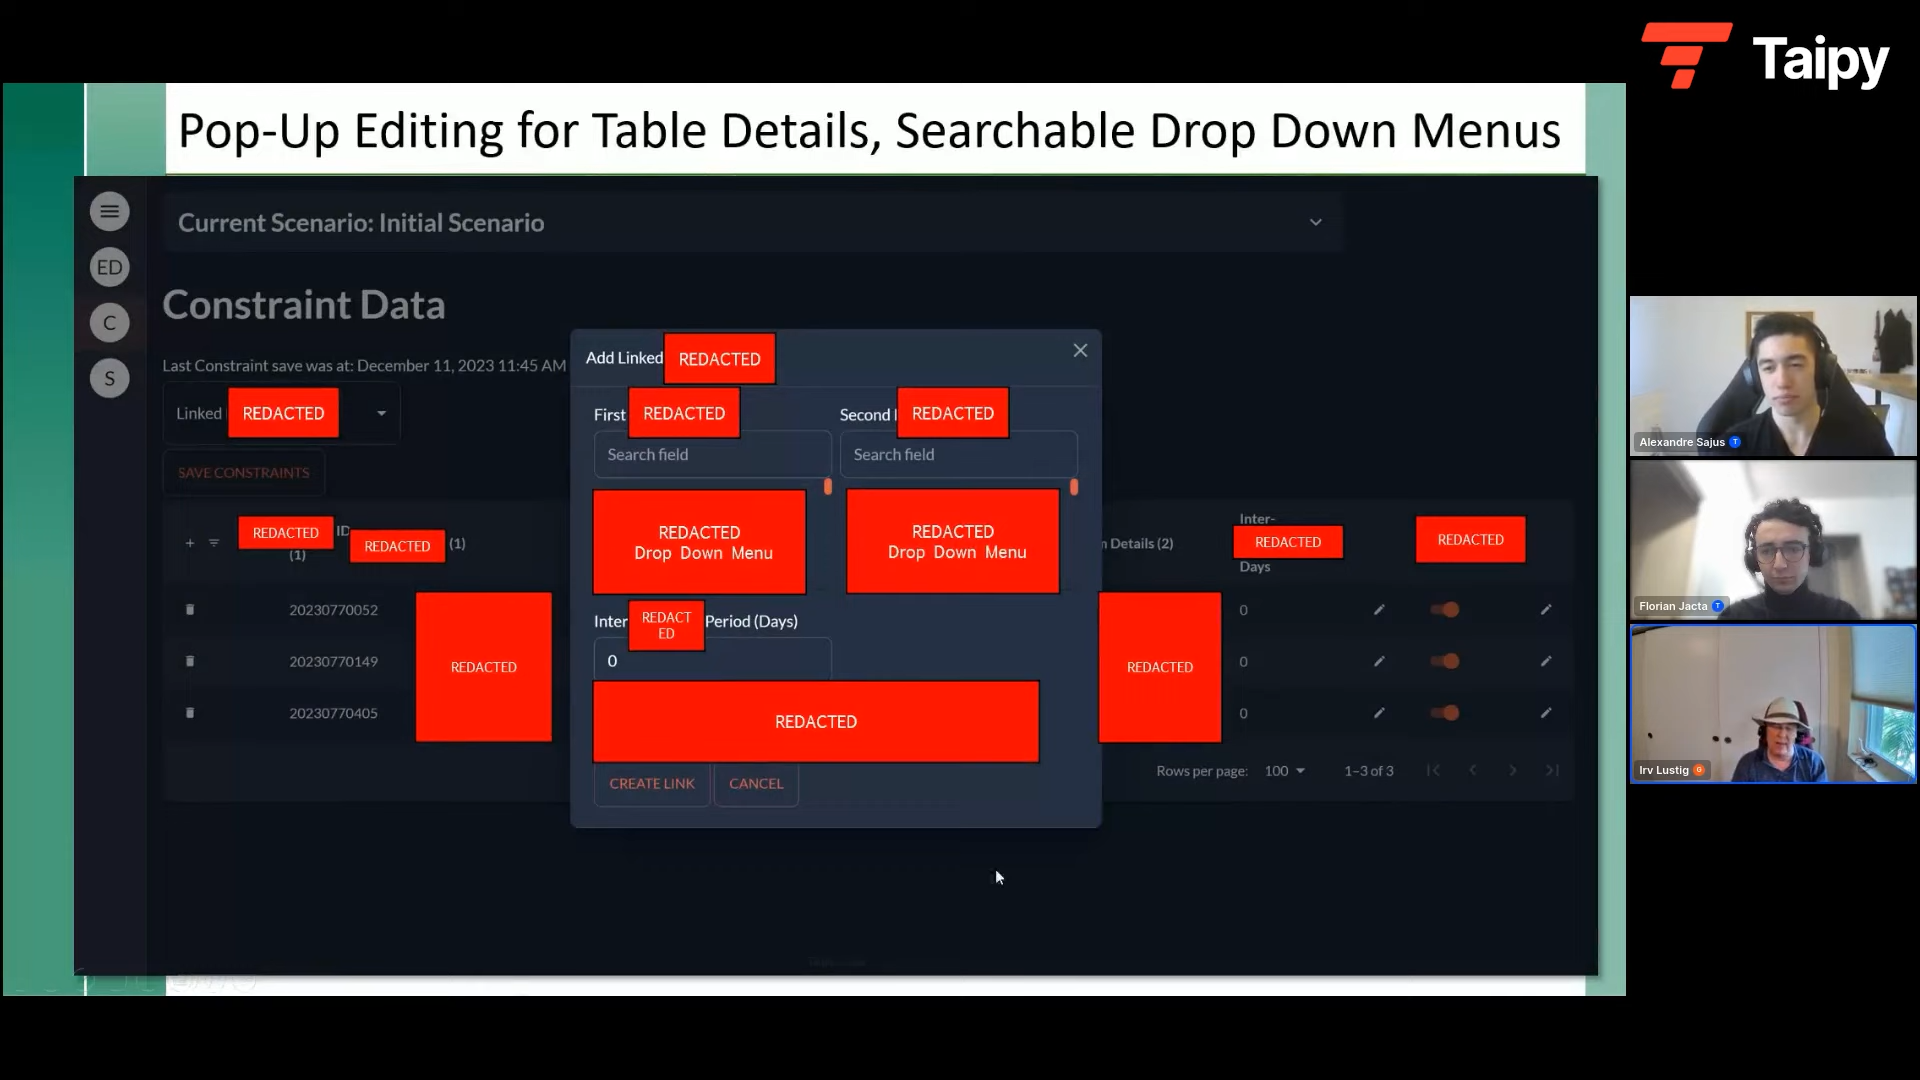 Taipy
Pop-Up Editing for Table Details, Searchable Drop Down Menus
Current Scenario: Initial Scenario
ED
C
S
Constraint Data
Last Constraint save was at: December 11, 2023 11:45 AM
Linked REDACTED
SAVE CONSTRAINTS
REDACTED ID (1)
REDACTED (1)
Details (2)
Inter-
REDACTED
Days
REDACTED
20230770052
20230770149
20230770405
REDACTED
REDACTED
0
0
0
Rows per page: 100
1–3 of 3
Add Linked REDACTED
First REDACTED
Second REDACTED
Search field
Search field
REDACTED
Drop Down Menu
REDACTED
Drop Down Menu
Inter REDACTED Period (Days)
0
REDACTED
CREATE LINK
CANCEL
Alexandre Sajus
Florian Jacta
Irv Lustig